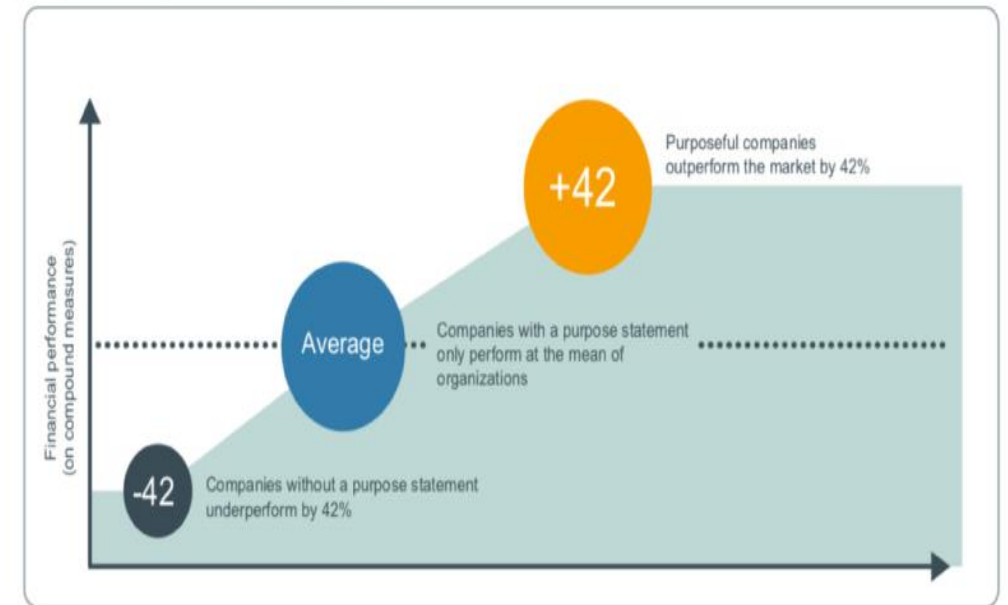 +42
Purposeful companies
outperform the market by 42%
Financial performance
(on compound measures)
Average
Companies with a purpose statement
only perform at the mean of
organizations
-42
Companies without a purpose statement
underperform by 42%